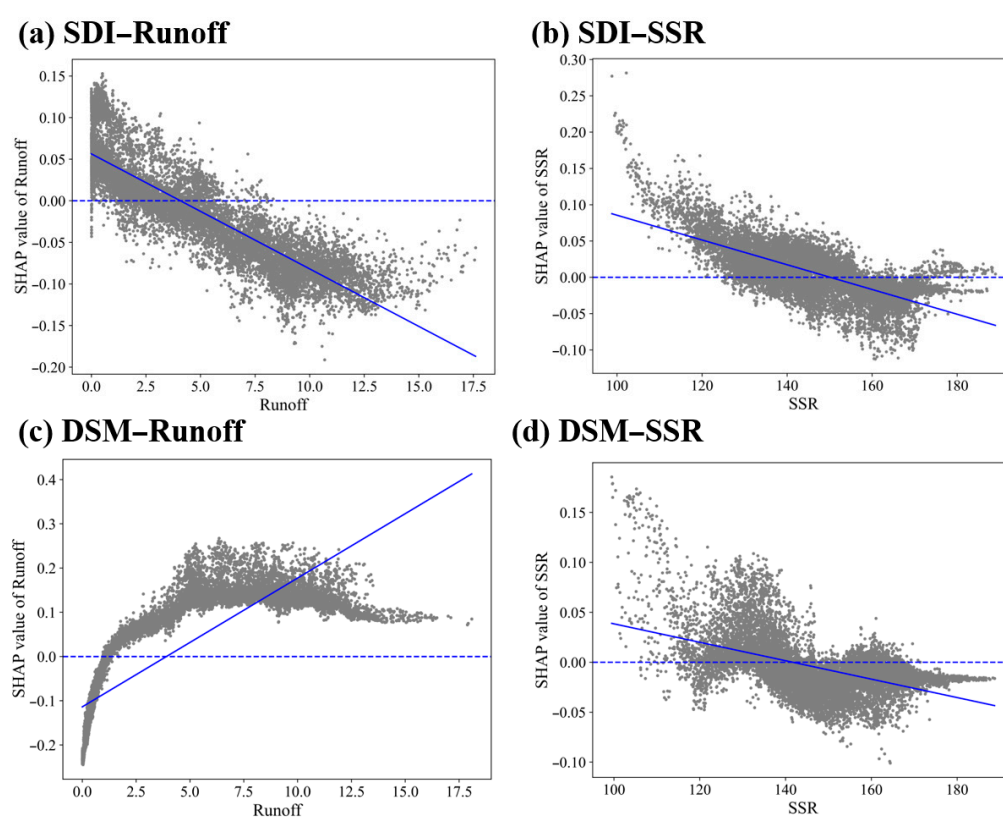 (a) SDI–Runoff
0.15
0.10
0.05
0.00
−0.05
−0.10
−0.15
−0.20
SHAP value of Runoff
0.0 2.5 5.0 7.5 10.0 12.5 15.0 17.5
Runoff
(b) SDI–SSR
0.30
0.25
0.20
0.15
0.10
0.05
0.00
−0.05
−0.10
SHAP value of SSR
100 120 140 160 180
SSR
(c) DSM–Runoff
0.4
0.3
0.2
0.1
0.0
−0.1
−0.2
SHAP value of Runoff
0.0 2.5 5.0 7.5 10.0 12.5 15.0 17.5
Runoff
(d) DSM–SSR
0.15
0.10
0.05
0.00
−0.05
−0.10
SHAP value of SSR
100 120 140 160 180
SSR